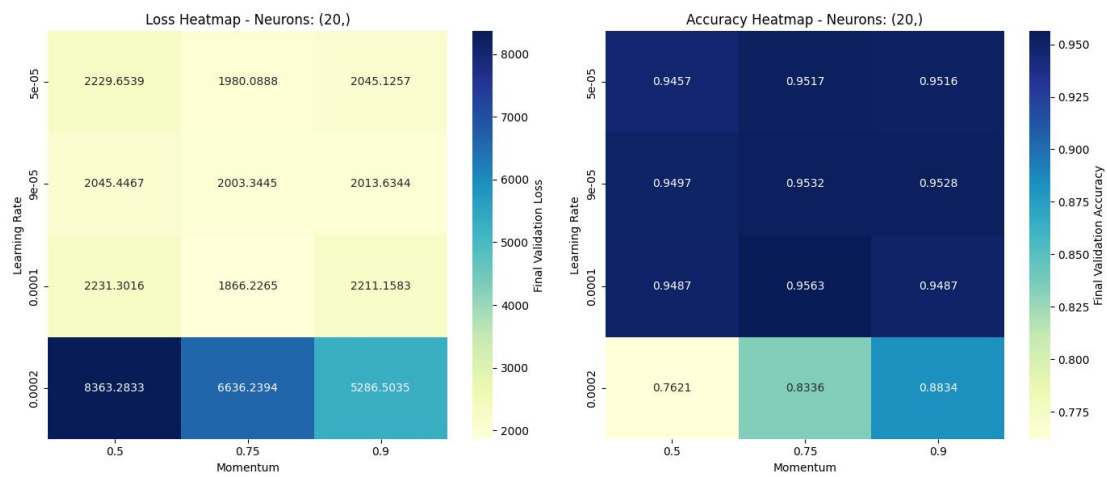 Loss Heatmap - Neurons: (20,)
Learning Rate
5e-05
2229.6539 1980.0888 2045.1257
9e-05
2045.4467 2003.3445 2013.6344
0.0001
2231.3016 1866.2265 2211.1583
0.0002
8363.2833 6636.2394 5286.5035
0.5 0.75 0.9
Momentum
8000
7000
6000
5000
4000
3000
2000
Final Validation Loss
Accuracy Heatmap - Neurons: (20,)
Learning Rate
5e-05
0.9457 0.9517 0.9516
9e-05
0.9497 0.9532 0.9528
0.0001
0.9487 0.9563 0.9487
0.0002
0.7621 0.8336 0.8834
0.5 0.75 0.9
Momentum
0.950
0.925
0.900
0.875
0.850
0.825
0.800
0.775
Final Validation Accuracy